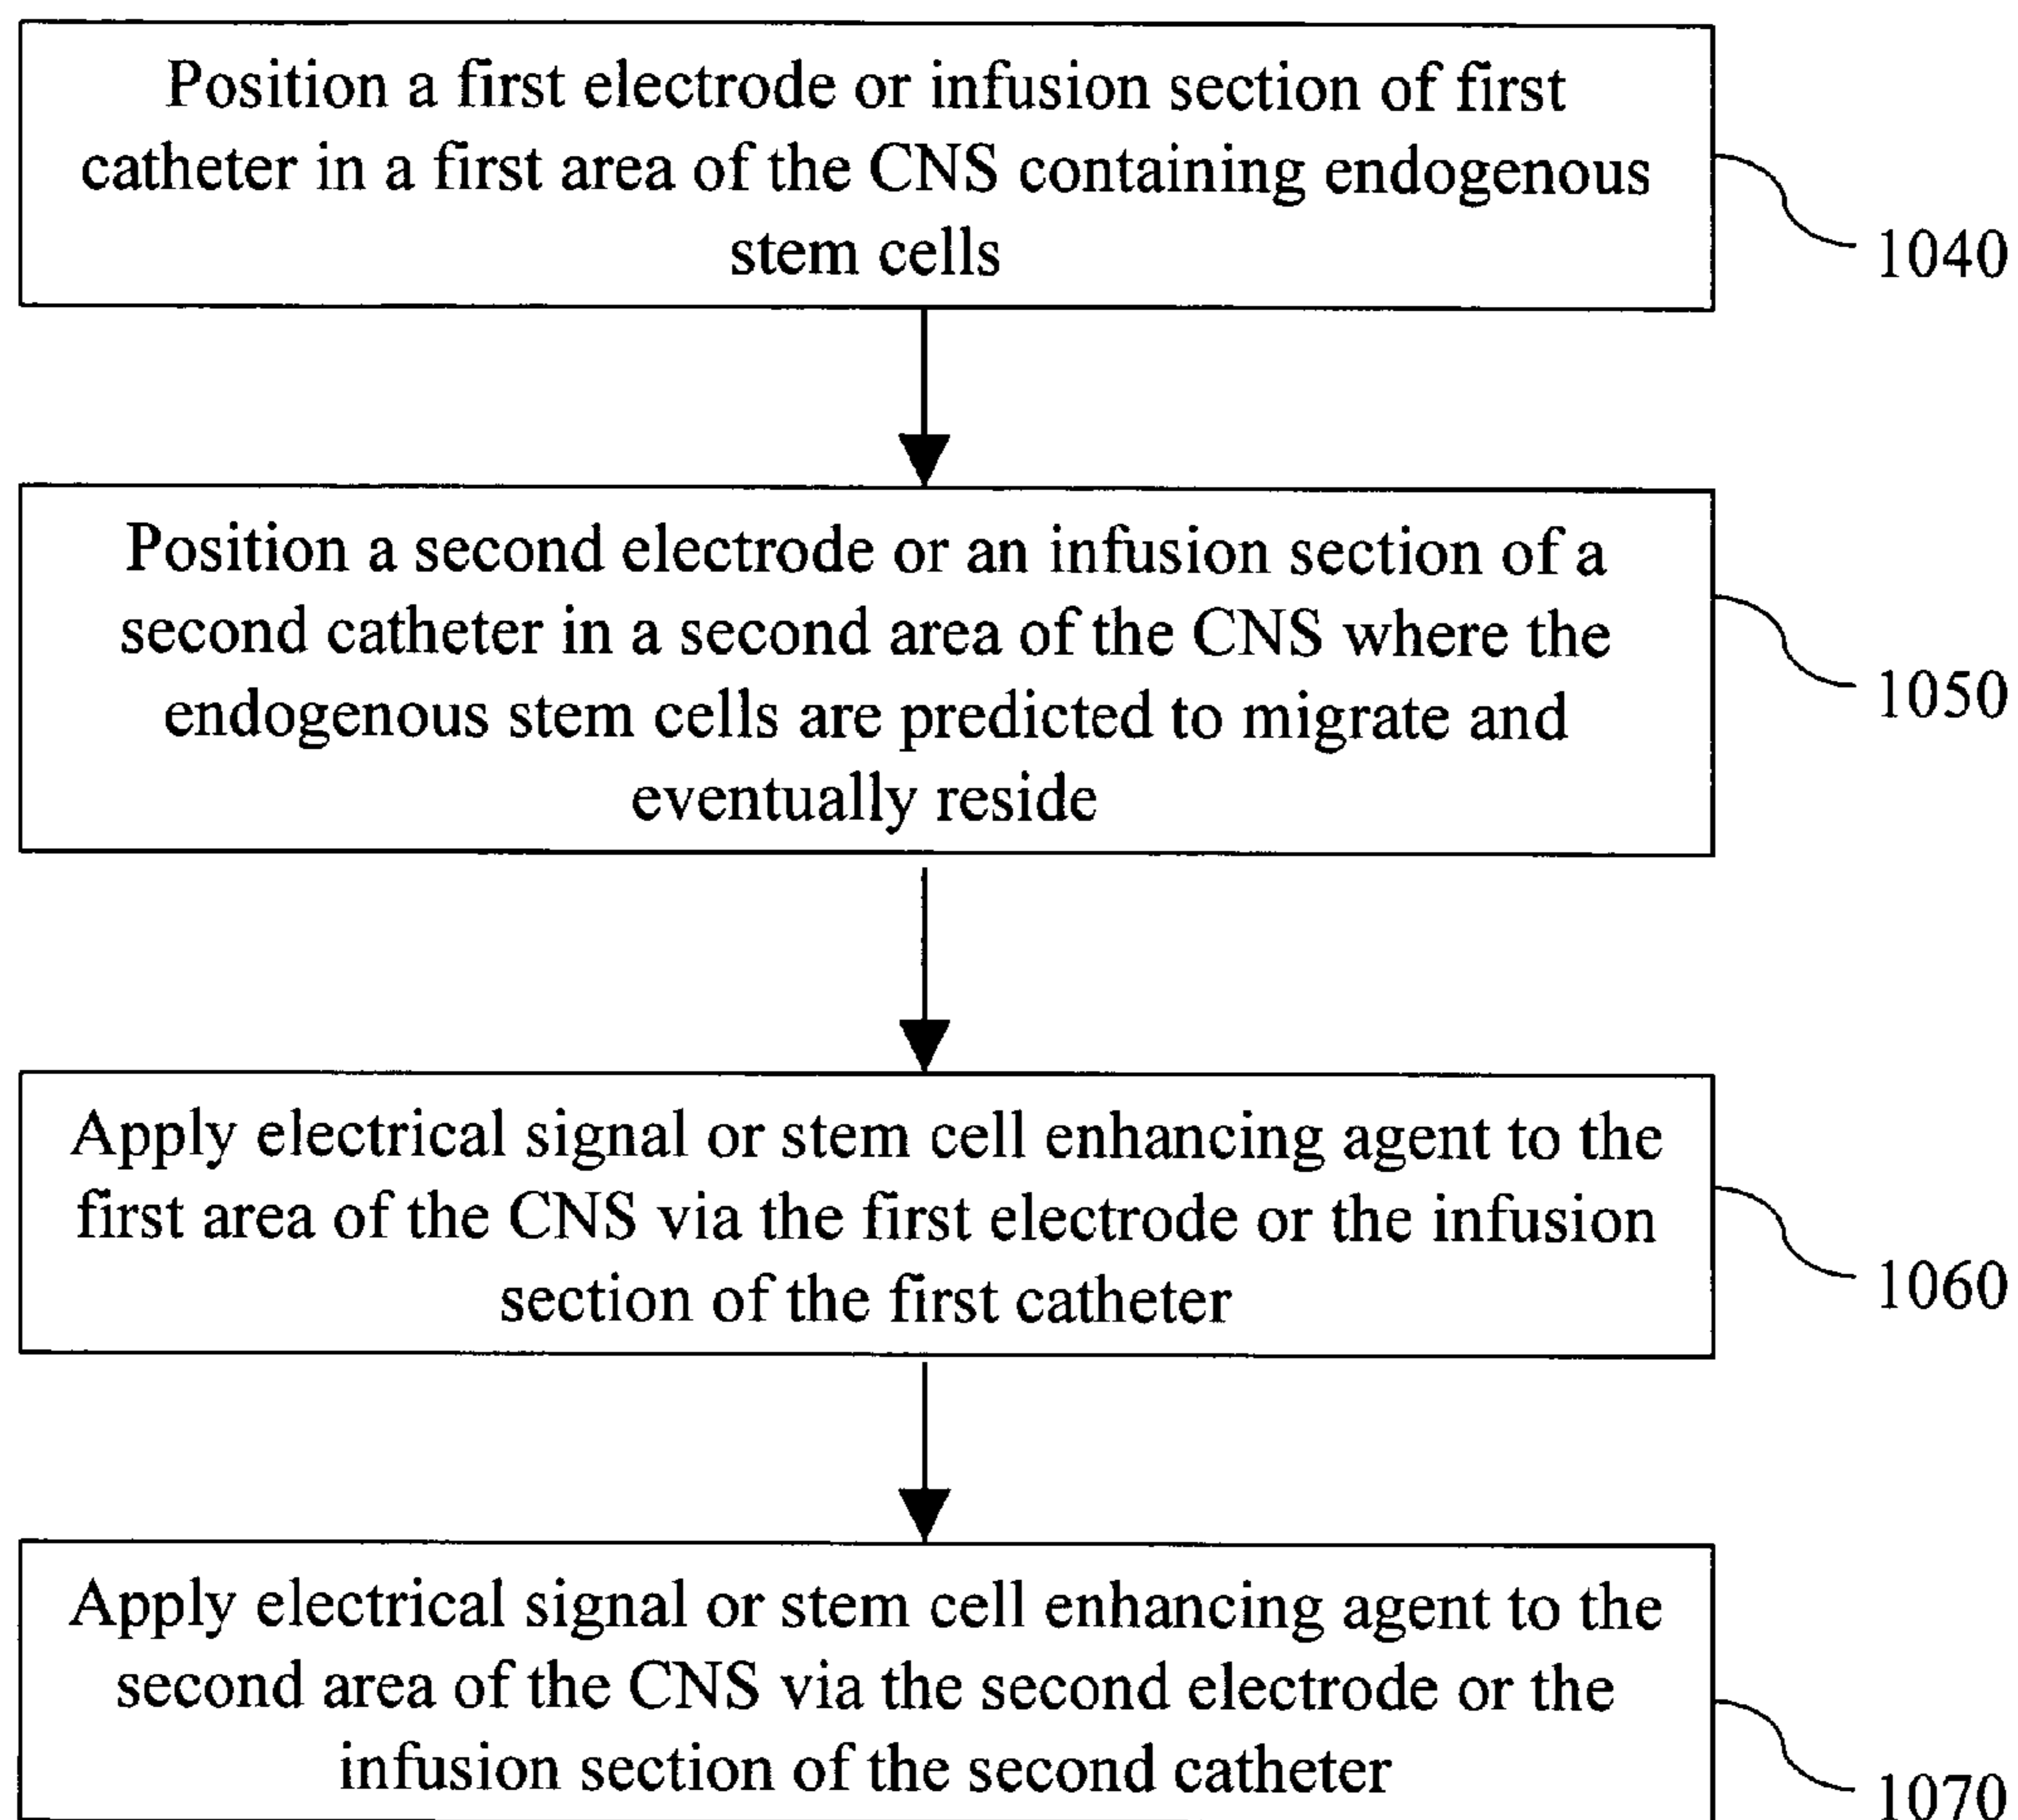 Position a first electrode or infusion section of first
catheter in a first area of the CNS containing endogenous
stem cells
1040
Position a second electrode or an infusion section of a
second catheter in a second area of the CNS where the
endogenous stem cells are predicted to migrate and
eventually reside
1050
Apply electrical signal or stem cell enhancing agent to the
first area of the CNS via the first electrode or the infusion
section of the first catheter
1060
Apply electrical signal or stem cell enhancing agent to the
second area of the CNS via the second electrode or the
infusion section of the second catheter
1070